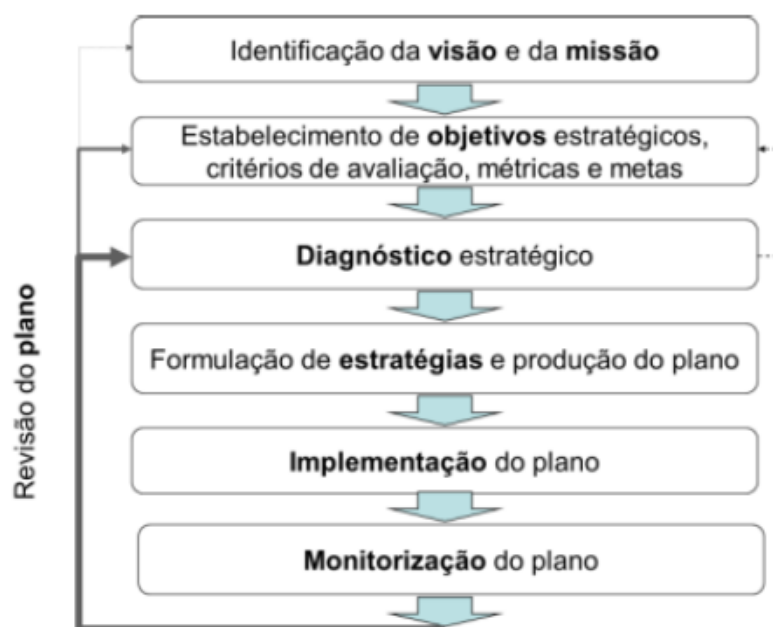 Identificação da visão e da missão
Estabelecimento de objetivos estratégicos,
critérios de avaliação, métricas e metas
Diagnóstico estratégico
Formulação de estratégias e produção do plano
Implementação do plano
Monitorização do plano
Revisão do plano